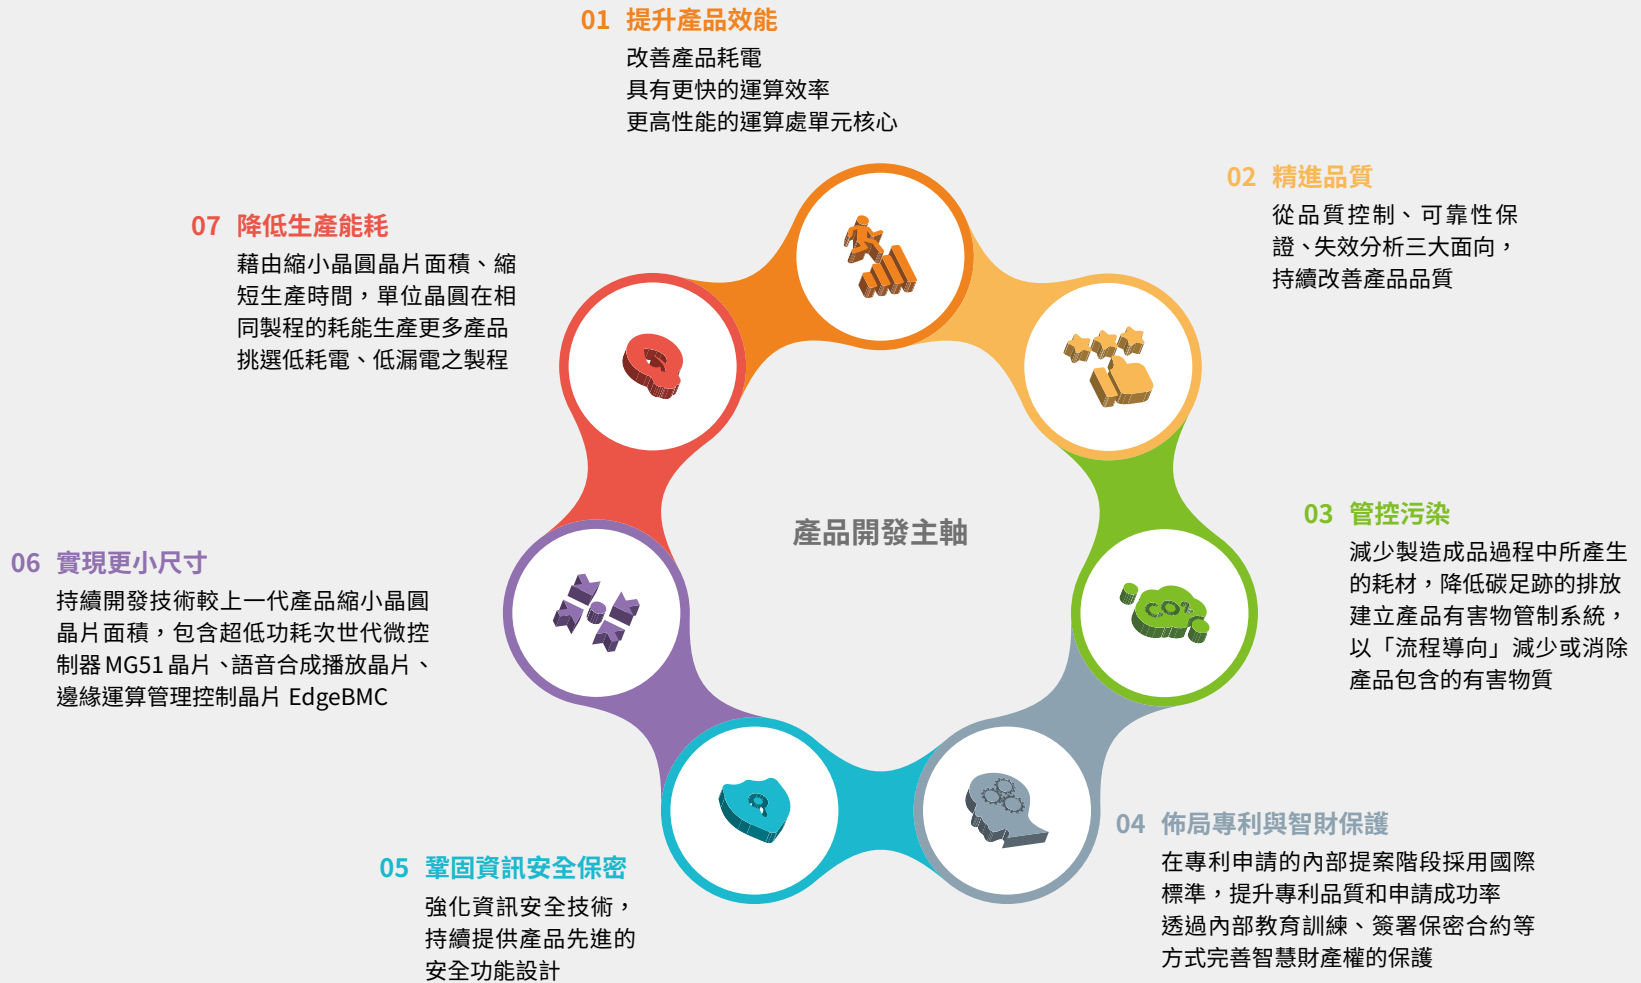 01 提升產品效能
改善產品耗電
具有更快的運算效率
更高性能的運算處單元核心
02 精進品質
從品質控制、可靠性保
證、失效分析三大面向，
持續改善產品品質
03 管控污染
減少製造成品過程中所產生
的耗材，降低碳足跡的排放
建立產品有害物管制系統，
以「流程導向」減少或消除
產品包含的有害物質
04 佈局專利與智財保護
在專利申請的內部提案階段採用國際
標準，提升專利品質和申請成功率
透過內部教育訓練、簽署保密合約等
方式完善智慧財產權的保護
05 鞏固資訊安全保密
強化資訊安全技術，
持續提供產品先進的
安全功能設計
06 實現更小尺寸
持續開發技術較上一代產品縮小晶圓
晶片面積，包含超低功耗次世代微控
制器 MG51 晶片、語音合成播放晶片、
邊緣運算管理控制晶片 EdgeBMC
07 降低生產能耗
藉由縮小晶圓晶片面積、縮
短生產時間，單位晶圓在相
同製程的耗能生產更多產品
挑選低耗電、低漏電之製程
產品開發主軸
CO2